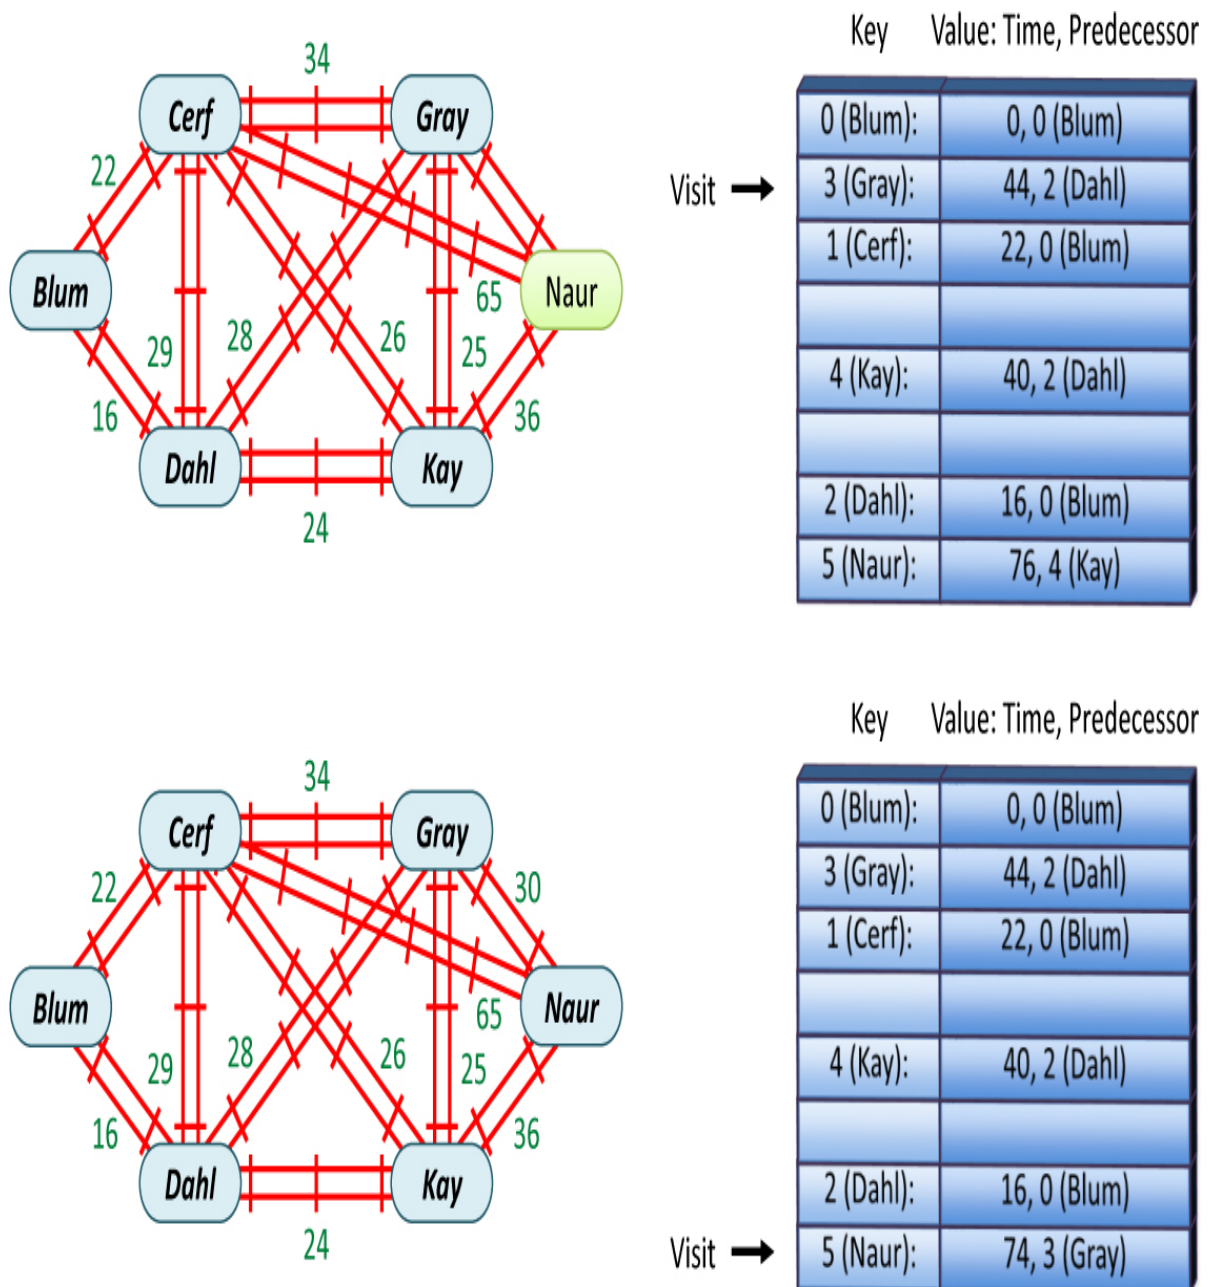 Key Value: Time, Predecessor
34
Cerf Gray
0 (Blum): 0, 0 (Blum)
22
Visit 3 (Gray): 44, 2 (Dahl)
1 (Cerf): 22, 0 (Blum)
Blum 65 Naur
29 28 26 25
4 (Kay): 40, 2 (Dahl)
16 36
Dahl Kay
2 (Dahl): 16, 0 (Blum)
24
5 (Naur): 76, 4 (Kay)
Key Value: Time, Predecessor
34
Cerf Gray
0 (Blum): 0, 0 (Blum)
22 30
3 (Gray): 44, 2 (Dahl)
1 (Cerf): 22, 0 (Blum)
Blum 65 Naur
29 28 26 25
4 (Kay): 40, 2 (Dahl)
16 36
Dahl Kay
2 (Dahl): 16, 0 (Blum)
24
Visit 5 (Naur): 74, 3 (Gray)